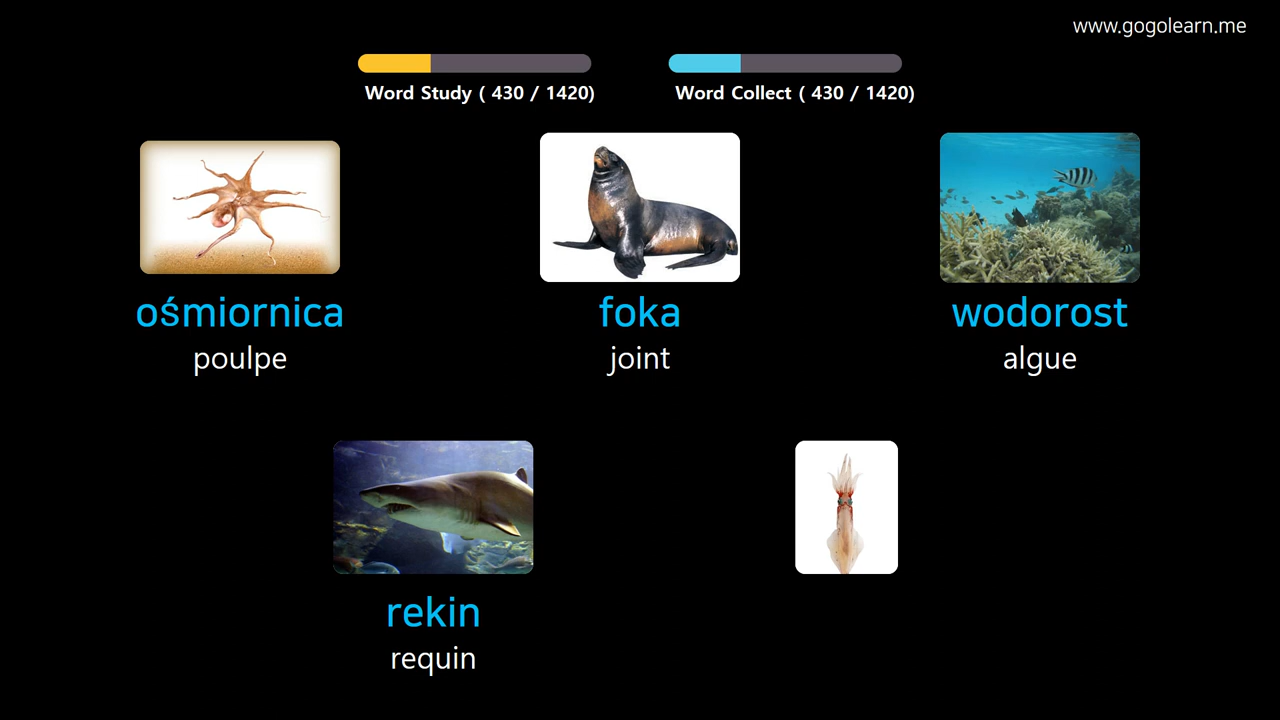 www.gogolearn.me
Word Study ( 430 / 1420)
Word Collect ( 430 / 1420)
ośmiornica
poulpe
foka
joint
wodorost
algue
rekin
requin